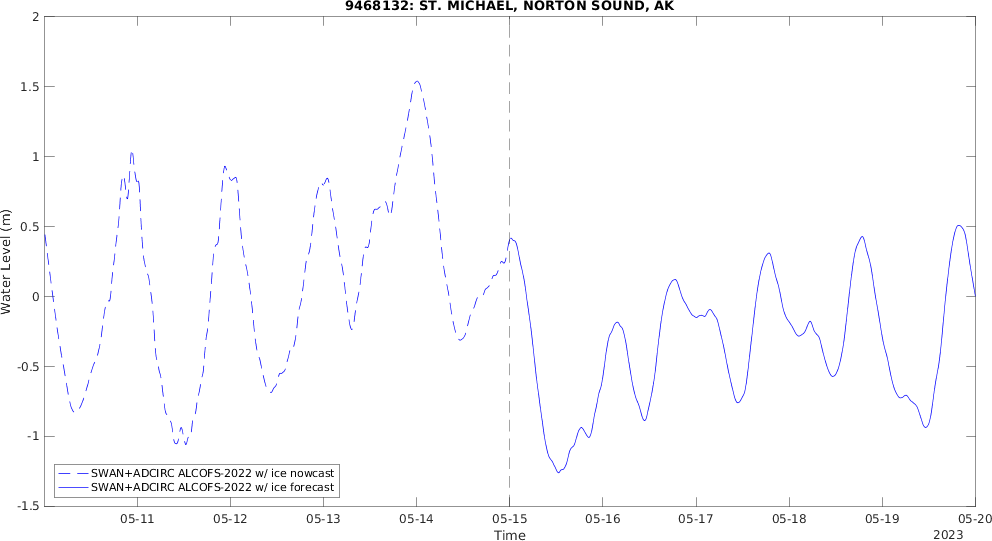 9468132: ST. MICHAEL, NORTON SOUND, AK
2
1.5
1
0.5
0
-0.5
-1
-1.5
Water Level (m)
SWAN+ADCIRC ALCOFS-2022 w/ ice nowcast
SWAN+ADCIRC ALCOFS-2022 w/ ice forecast
05-11 05-12 05-13 05-14 05-15 05-16 05-17 05-18 05-19 05-20
Time
2023